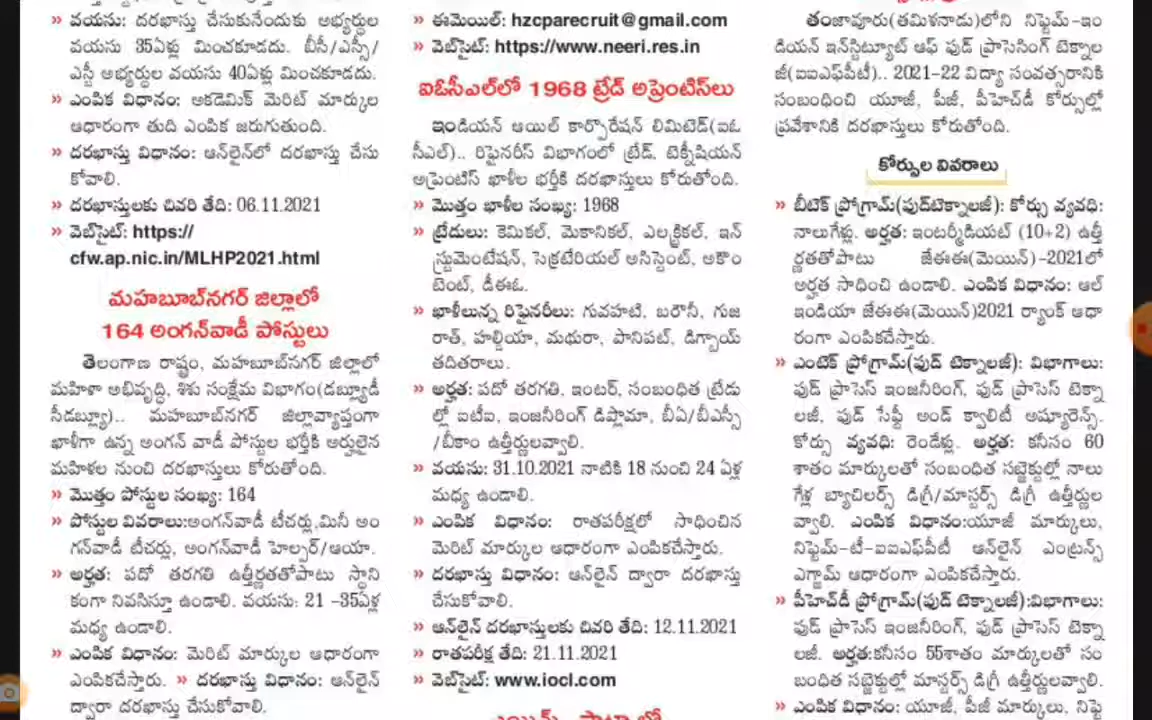 » వయసు: దరఖాస్తు చేసుకునేందుకు అభ్యర్థుల
వయసు 35ఏళ్లు మించకూడదు. బీసీ/ఎస్సీ/
ఎస్టీ అభ్యర్థుల వయసు 40ఏళ్లు మించకూడదు.
» ఎంపిక విధానం: అకడెమిక్ మెరిట్ మార్కుల
ఆధారంగా తుది ఎంపిక జరుగుతుంది.
» దరఖాస్తు విధానం: ఆన్‌లైన్‌లో దరఖాస్తు చేసు
కోవాలి.
» దరఖాస్తులకు చివరి తేది: 06.11.2021
» వెబ్‌సైట్: https://
cfw.ap.nic.in/MLHP2021.html
మహబూబ్‌నగర్ జిల్లాలో
164 అంగన్‌వాడీ పోస్టులు
తెలంగాణ రాష్ట్రం, మహబూబ్‌నగర్ జిల్లాలో
మహిళా అభివృద్ధి, శిశు సంక్షేమ విభాగం(డబ్ల్యూడీ
సీడబ్ల్యూ).. మహబూబ్‌నగర్ జిల్లావ్యాప్తంగా
ఖాళీగా ఉన్న అంగన్ వాడీ పోస్టుల భర్తీకి అర్హులైన
మహిళల నుంచి దరఖాస్తులు కోరుతోంది.
» మొత్తం పోస్టుల సంఖ్య: 164
» పోస్టుల వివరాలు:అంగన్‌వాడీ టీచర్లు,మినీ అం
గన్‌వాడీ టీచర్లు, అంగన్‌వాడీ హెల్పర్/ఆయా.
» అర్హత: పదో తరగతి ఉత్తీర్ణతతోపాటు స్థాని
కంగా నివసిస్తూ ఉండాలి. వయసు: 21 -35ఏళ్ల
మధ్య ఉండాలి.
» ఎంపిక విధానం: మెరిట్ మార్కుల ఆధారంగా
ఎంపికచేస్తారు. » దరఖాస్తు విధానం: ఆన్‌లైన్
ద్వారా దరఖాస్తు చేసుకోవాలి.
» ఈమెయిల్: hzcparecruit@gmail.com
» వెబ్‌సైట్: https://www.neeri.res.in
ఐఓసీఎల్‌లో 1968 ట్రేడ్ అప్రెంటిస్‌లు
ఇండియన్ ఆయిల్ కార్పొరేషన్ లిమిటెడ్(ఐఓ
సీఎల్).. రిఫైనరీస్ విభాగంలో ట్రేడ్, టెక్నీషియన్
అప్రెంటిస్ ఖాళీల భర్తీకి దరఖాస్తులు కోరుతోంది.
» మొత్తం ఖాళీల సంఖ్య: 1968
» ట్రేడులు: కెమికల్, మెకానికల్, ఎలక్ట్రికల్, ఇన్
స్ట్రుమెంటేషన్, సెక్రటేరియల్ అసిస్టెంట్, అకౌం
టెంట్, డీఈఓ.
» ఖాళీలున్న రిఫైనరీలు: గువహటి, బరౌనీ, గుజ
రాత్, హల్దియా, మథురా, పానిపట్, డిగ్బాయ్
తదితరాలు.
» అర్హత: పదో తరగతి, ఇంటర్, సంబంధిత ట్రేడు
ల్లో ఐటీఐ, ఇంజనీరింగ్ డిప్లొమా, బీఏ/బీఎస్సీ
/బీకాం ఉత్తీర్ణులవ్వాలి.
» వయసు: 31.10.2021 నాటికి 18 నుంచి 24 ఏళ్ల
మధ్య ఉండాలి.
» ఎంపిక విధానం: రాతపరీక్షలో సాధించిన
మెరిట్ మార్కుల ఆధారంగా ఎంపికచేస్తారు.
» దరఖాస్తు విధానం: ఆన్‌లైన్ ద్వారా దరఖాస్తు
చేసుకోవాలి.
» ఆన్‌లైన్ దరఖాస్తులకు చివరి తేది: 12.11.2021
» రాతపరీక్ష తేది: 21.11.2021
» వెబ్‌సైట్: www.iocl.com
తంజావూరు(తమిళనాడు)లోని నిఫ్టెమ్-ఇం
డియన్ ఇన్‌స్టిట్యూట్ ఆఫ్ ఫుడ్ ప్రాసెసింగ్ టెక్నాల
జీ(ఐఐఎఫ్‌పీటీ).. 2021-22 విద్యా సంవత్సరానికి
సంబంధించి యూజీ, పీజీ, పీహెచ్‌డీ కోర్సుల్లో
ప్రవేశానికి దరఖాస్తులు కోరుతోంది.
కోర్సుల వివరాలు
» బీటెక్ ప్రోగ్రామ్(ఫుడ్‌టెక్నాలజీ): కోర్సు వ్యవధి:
నాలుగేళ్లు. అర్హత: ఇంటర్మీడియట్ (10+2) ఉత్తీ
ర్ణతతోపాటు జేఈఈ(మెయిన్)-2021లో
అర్హత సాధించి ఉండాలి. ఎంపిక విధానం: ఆల్
ఇండియా జేఈఈ(మెయిన్)2021 ర్యాంక్ ఆధా
రంగా ఎంపికచేస్తారు.
» ఎంటెక్ ప్రోగ్రామ్(ఫుడ్ టెక్నాలజీ): విభాగాలు:
ఫుడ్ ప్రాసెస్ ఇంజనీరింగ్, ఫుడ్ ప్రాసెస్ టెక్నా
లజీ, ఫుడ్ సేఫ్టీ అండ్ క్వాలిటీ అష్యూరెన్స్.
కోర్సు వ్యవధి: రెండేళ్లు. అర్హత: కనీసం 60
శాతం మార్కులతో సంబంధిత సబ్జెక్టుల్లో నాలు
గేళ్ల బ్యాచిలర్స్ డిగ్రీ/మాస్టర్స్ డిగ్రీ ఉత్తీర్ణుల
వ్వాలి. ఎంపిక విధానం:యూజీ మార్కులు,
నిఫ్టెమ్-టీ-ఐఐఎఫ్‌పీటీ ఆన్‌లైన్ ఎంట్రన్స్
ఎగ్జామ్ ఆధారంగా ఎంపికచేస్తారు.
» పీహెచ్‌డీ ప్రోగ్రామ్(ఫుడ్ టెక్నాలజీ):విభాగాలు:
ఫుడ్ ప్రాసెస్ ఇంజనీరింగ్, ఫుడ్ ప్రాసెస్ టెక్నా
లజీ. అర్హత:కనీసం 55శాతం మార్కులతో సం
బంధిత సబ్జెక్టుల్లో మాస్టర్స్ డిగ్రీ ఉత్తీర్ణులవ్వాలి.
» ఎంపిక విధానం: యూజీ, పీజీ మార్కులు, నిఫ్టె